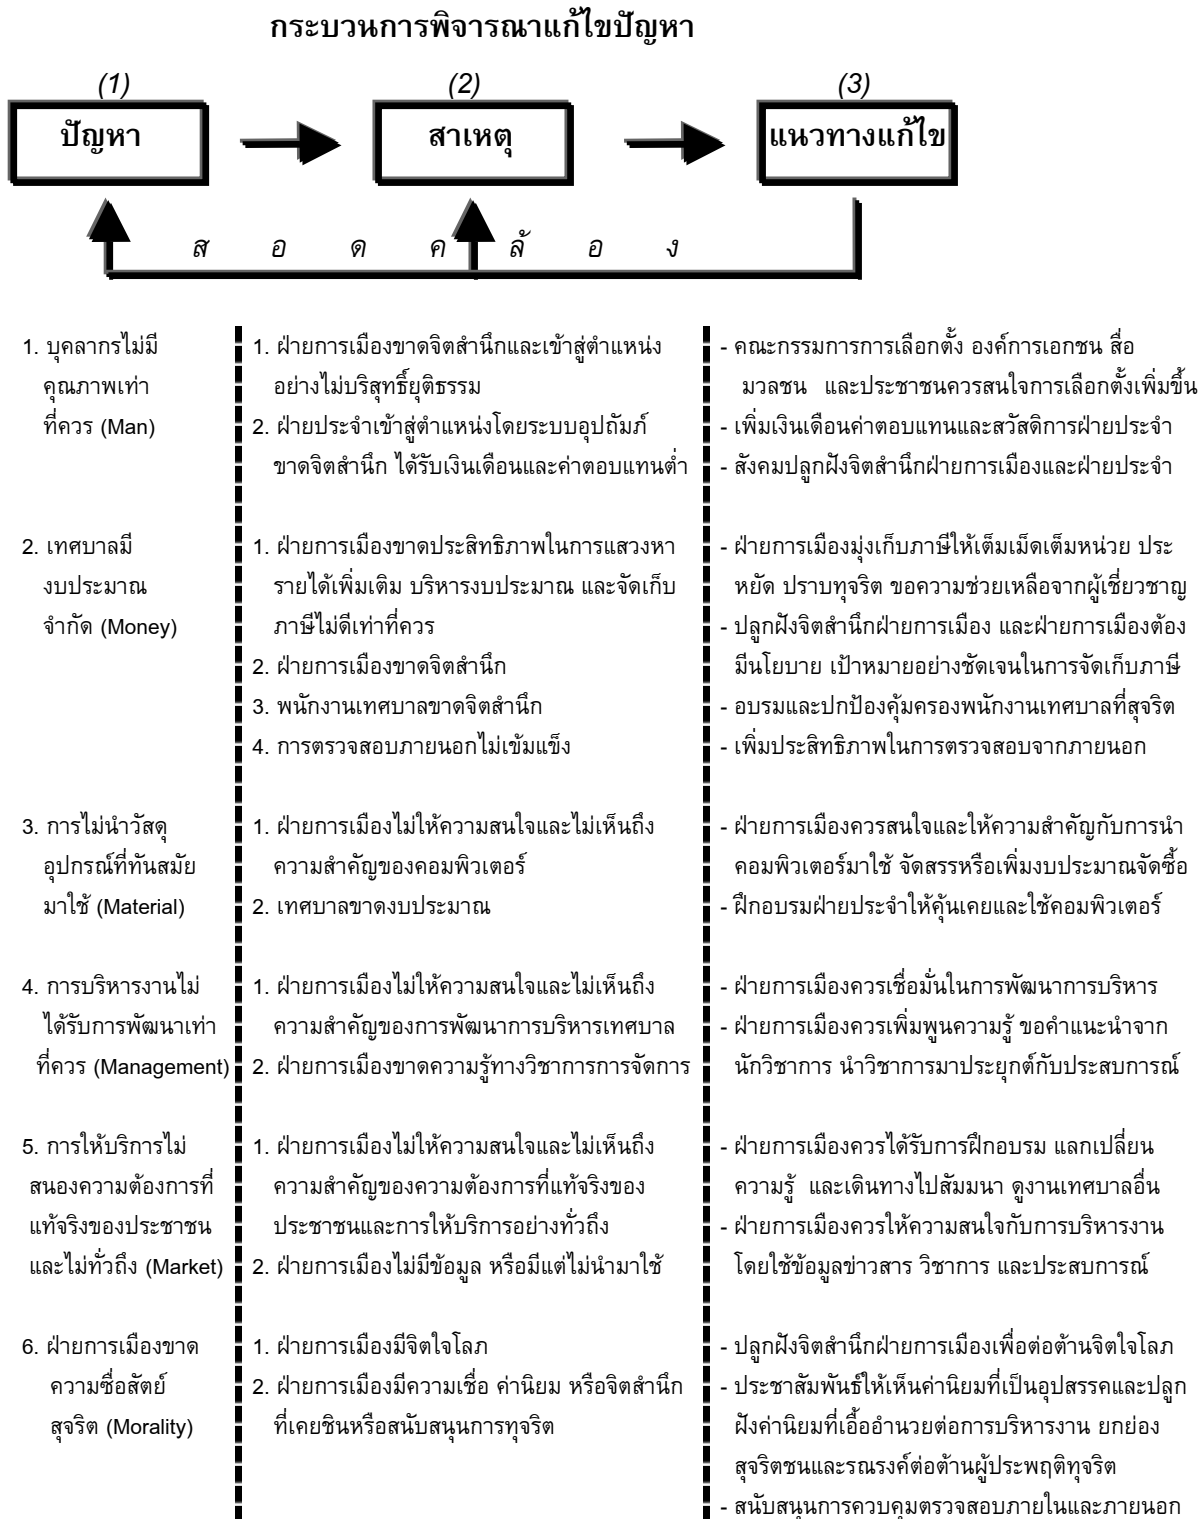 กระบวนการพิจารณาแก้ไขปัญหา
(1) (2) (3)
ปัญหา สาเหตุ แนวทางแก้ไข
ส อ ด ค ล้ อ ง
1. บุคลากรไม่มี
คุณภาพเท่า
ที่ควร (Man)
1. ฝ่ายการเมืองขาดจิตสำนึกและเข้าสู่ตำแหน่ง
อย่างไม่บริสุทธิ์ยุติธรรม
2. ฝ่ายประจำเข้าสู่ตำแหน่งโดยระบบอุปถัมภ์
ขาดจิตสำนึก ได้รับเงินเดือนและค่าตอบแทนต่ำ
- คณะกรรมการการเลือกตั้ง องค์การเอกชน สื่อ
มวลชน และประชาชนควรสนใจการเลือกตั้งเพิ่มขึ้น
- เพิ่มเงินเดือนค่าตอบแทนและสวัสดิการฝ่ายประจำ
- สังคมปลูกฝังจิตสำนึกฝ่ายการเมืองและฝ่ายประจำ
2. เทศบาลมี
งบประมาณ
จำกัด (Money)
1. ฝ่ายการเมืองขาดประสิทธิภาพในการแสวงหา
รายได้เพิ่มเติม บริหารงบประมาณ และจัดเก็บ
ภาษีไม่ดีเท่าที่ควร
2. ฝ่ายการเมืองขาดจิตสำนึก
3. พนักงานเทศบาลขาดจิตสำนึก
4. การตรวจสอบภายนอกไม่เข้มแข็ง
- ฝ่ายการเมืองมุ่งเก็บภาษีให้เต็มเม็ดเต็มหน่วย ประ
หยัด ปราบทุจริต ขอความช่วยเหลือจากผู้เชี่ยวชาญ
- ปลูกฝังจิตสำนึกฝ่ายการเมือง และฝ่ายการเมืองต้อง
มีนโยบาย เป้าหมายอย่างชัดเจนในการจัดเก็บภาษี
- อบรมและปกป้องคุ้มครองพนักงานเทศบาลที่สุจริต
- เพิ่มประสิทธิภาพในการตรวจสอบจากภายนอก
3. การไม่นำวัสดุ
อุปกรณ์ที่ทันสมัย
มาใช้ (Material)
1. ฝ่ายการเมืองไม่ให้ความสนใจและไม่เห็นถึง
ความสำคัญของคอมพิวเตอร์
2. เทศบาลขาดงบประมาณ
- ฝ่ายการเมืองควรสนใจและให้ความสำคัญกับการนำ
คอมพิวเตอร์มาใช้ จัดสรรหรือเพิ่มงบประมาณจัดซื้อ
- ฝึกอบรมฝ่ายประจำให้คุ้นเคยและใช้คอมพิวเตอร์
4. การบริหารงานไม่
ได้รับการพัฒนาเท่า
ที่ควร (Management)
1. ฝ่ายการเมืองไม่ให้ความสนใจและไม่เห็นถึง
ความสำคัญของการพัฒนาการบริหารเทศบาล
2. ฝ่ายการเมืองขาดความรู้ทางวิชาการการจัดการ
- ฝ่ายการเมืองควรเชื่อมั่นในการพัฒนาการบริหาร
- ฝ่ายการเมืองควรเพิ่มพูนความรู้ ขอคำแนะนำจาก
นักวิชาการ นำวิชาการมาประยุกต์กับประสบการณ์
5. การให้บริการไม่
สนองความต้องการที่
แท้จริงของประชาชน
และไม่ทั่วถึง (Market)
1. ฝ่ายการเมืองไม่ให้ความสนใจและไม่เห็นถึง
ความสำคัญของความต้องการที่แท้จริงของ
ประชาชนและการให้บริการอย่างทั่วถึง
2. ฝ่ายการเมืองไม่มีข้อมูล หรือมีแต่ไม่นำมาใช้
- ฝ่ายการเมืองควรได้รับการฝึกอบรม แลกเปลี่ยน
ความรู้ และเดินทางไปสัมมนา ดูงานเทศบาลอื่น
- ฝ่ายการเมืองควรให้ความสนใจกับการบริหารงาน
โดยใช้ข้อมูลข่าวสาร วิชาการ และประสบการณ์
6. ฝ่ายการเมืองขาด
ความซื่อสัตย์
สุจริต (Morality)
1. ฝ่ายการเมืองมีจิตใจโลภ
2. ฝ่ายการเมืองมีความเชื่อ ค่านิยม หรือจิตสำนึก
ที่เคยชินหรือสนับสนุนการทุจริต
- ปลูกฝังจิตสำนึกฝ่ายการเมืองเพื่อต่อต้านจิตใจโลภ
- ประชาสัมพันธ์ให้เห็นค่านิยมที่เป็นอุปสรรคและปลูก
ฝังค่านิยมที่เอื้ออำนวยต่อการบริหารงาน ยกย่อง
สุจริตชนและรณรงค์ต่อต้านผู้ประพฤติทุจริต
- สนับสนุนการควบคุมตรวจสอบภายในและภายนอก